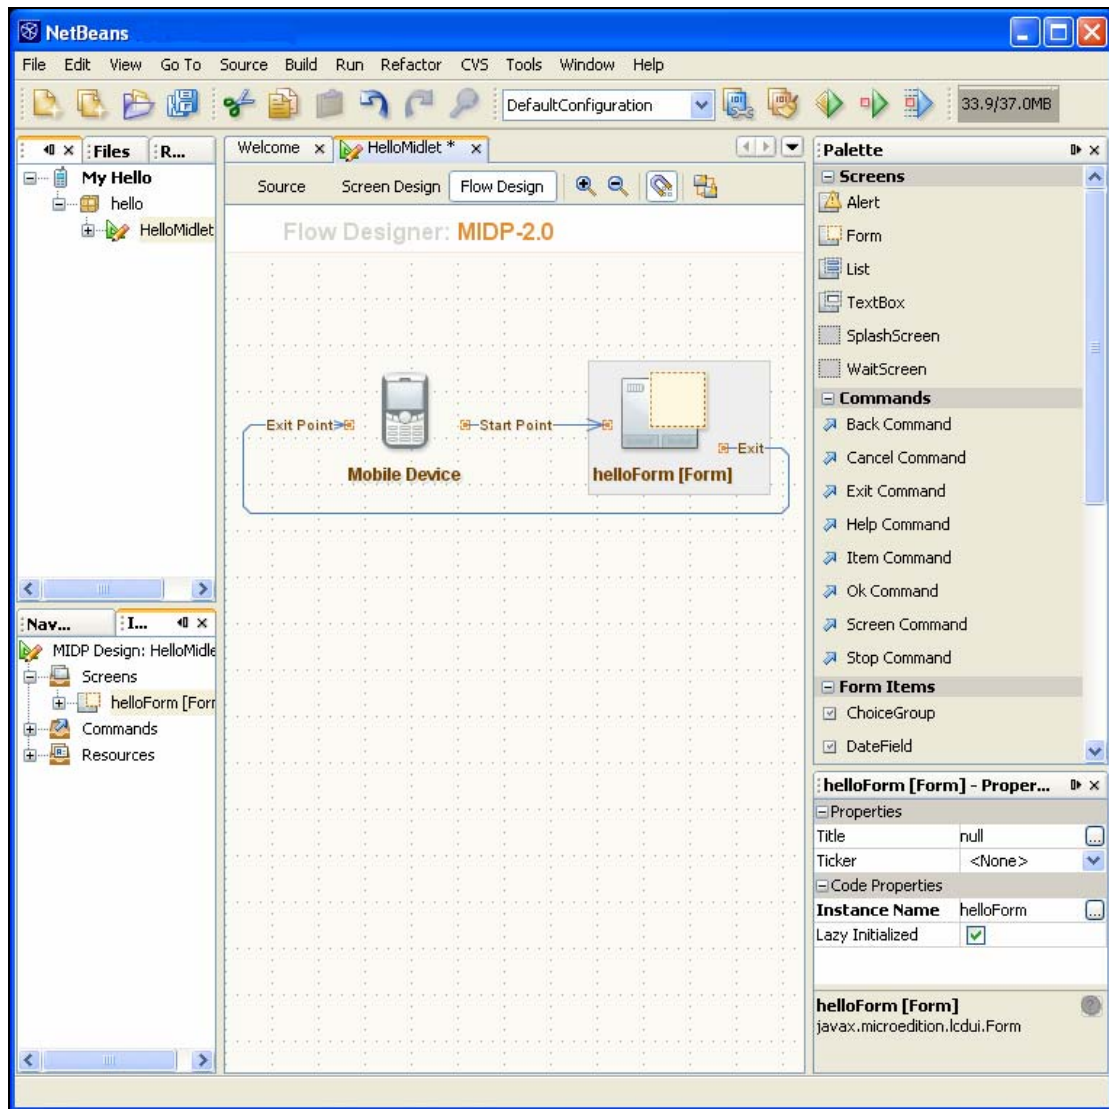 NetBeans
File Edit View Go To Source Build Run Refactor CVS Tools Window Help
DefaultConfiguration
33.9/37.0MB
Files R...
My Hello
hello
HelloMidlet
Welcome HelloMidlet *
Source Screen Design Flow Design
Flow Designer: MIDP-2.0
Exit Point
Start Point
Exit
Mobile Device
helloForm [Form]
Nav... I...
MIDP Design: HelloMidle
Screens
helloForm [Forr
Commands
Resources
Palette
Screens
Alert
Form
List
TextBox
SplashScreen
WaitScreen
Commands
Back Command
Cancel Command
Exit Command
Help Command
Item Command
Ok Command
Screen Command
Stop Command
Form Items
ChoiceGroup
DateField
helloForm [Form] - Proper...
Properties
Title null ...
Ticker <None>
Code Properties
Instance Name helloForm ...
Lazy Initialized
helloForm [Form]
javax.microedition.lcdui.Form